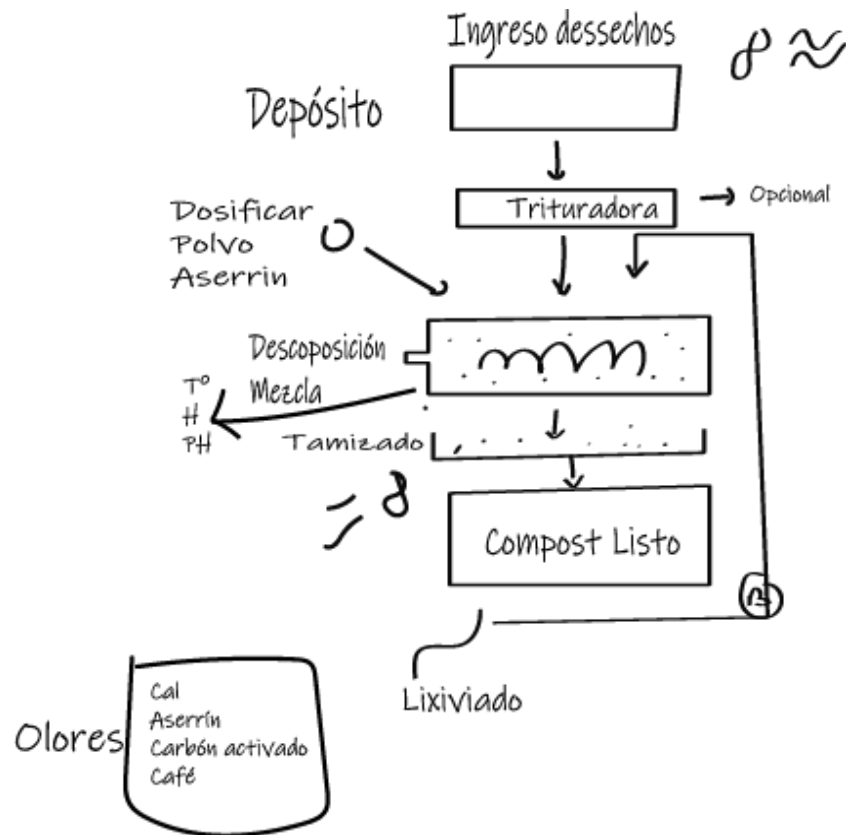 Ingreso dessechos
Depósito
Trituradora
Opcional
Dosificar
Polvo
Aserrin
Descoposición
Mezcla
T°
H
PH
Tamizado
Compost Listo
Lixiviado
Olores
Cal
Aserrín
Carbón activado
Café